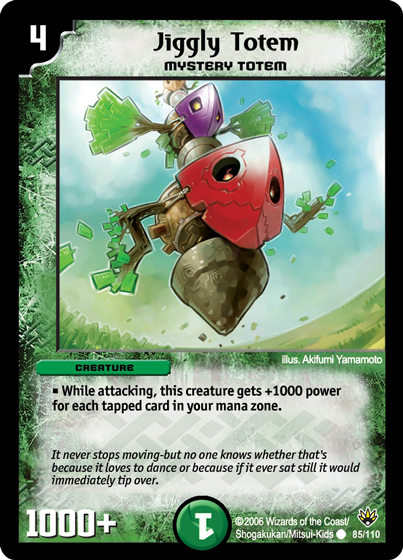 4
Jiggly Totem
MYSTERY TOTEM
illus. Akifumi Yamamoto
CREATURE
▪ While attacking, this creature gets +1000 power
for each tapped card in your mana zone.
It never stops moving-but no one knows whether that's
because it loves to dance or because if it ever sat still it would
immediately tip over.
1000+
1
©2006 Wizards of the Coast/
Shogakukan/Mitsui-Kids ● 85/110